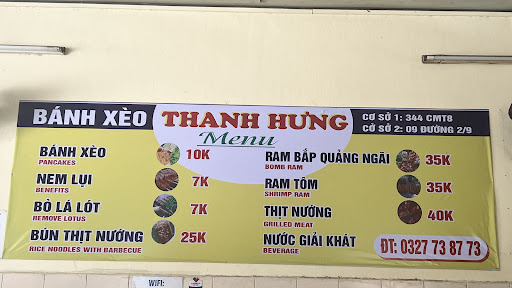 BÁNH XÈO
THANH HƯNG
Menu
CƠ SỞ 1: 344 CMT8
CỞ SỞ 2: 09 ĐƯỜNG 2/9
BÁNH XÈO 10K
PANCAKES
NEM LỤI 7K
BENEFITS
BÒ LÁ LÓT 7K
REMOVE LOTUS
BÚN THỊT NƯỚNG 25K
RICE NOODLES WITH BARBECUE
RAM BẮP QUẢNG NGÃI 35K
BOMB RAM
RAM TÔM 35K
SHRIMP RAM
THỊT NƯỚNG 40K
GRILLED MEAT
NƯỚC GIẢI KHÁT
BEVERAGE
ĐT: 0327 73 87 73
WIFI: